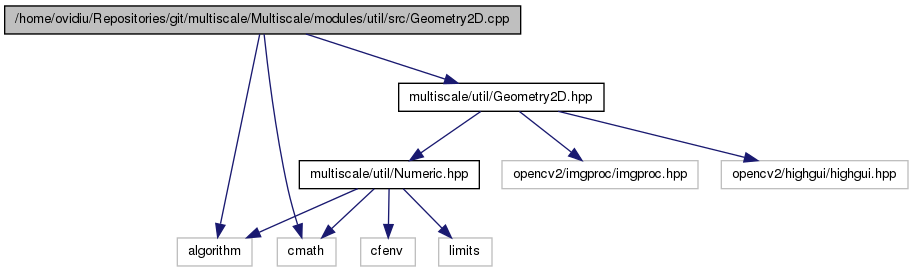 /home/ovidiu/Repositories/git/multiscale/Multiscale/modules/util/src/Geometry2D.cpp
multiscale/util/Geometry2D.hpp
multiscale/util/Numeric.hpp
opencv2/imgproc/imgproc.hpp
opencv2/highgui/highgui.hpp
algorithm
cmath
cfenv
limits